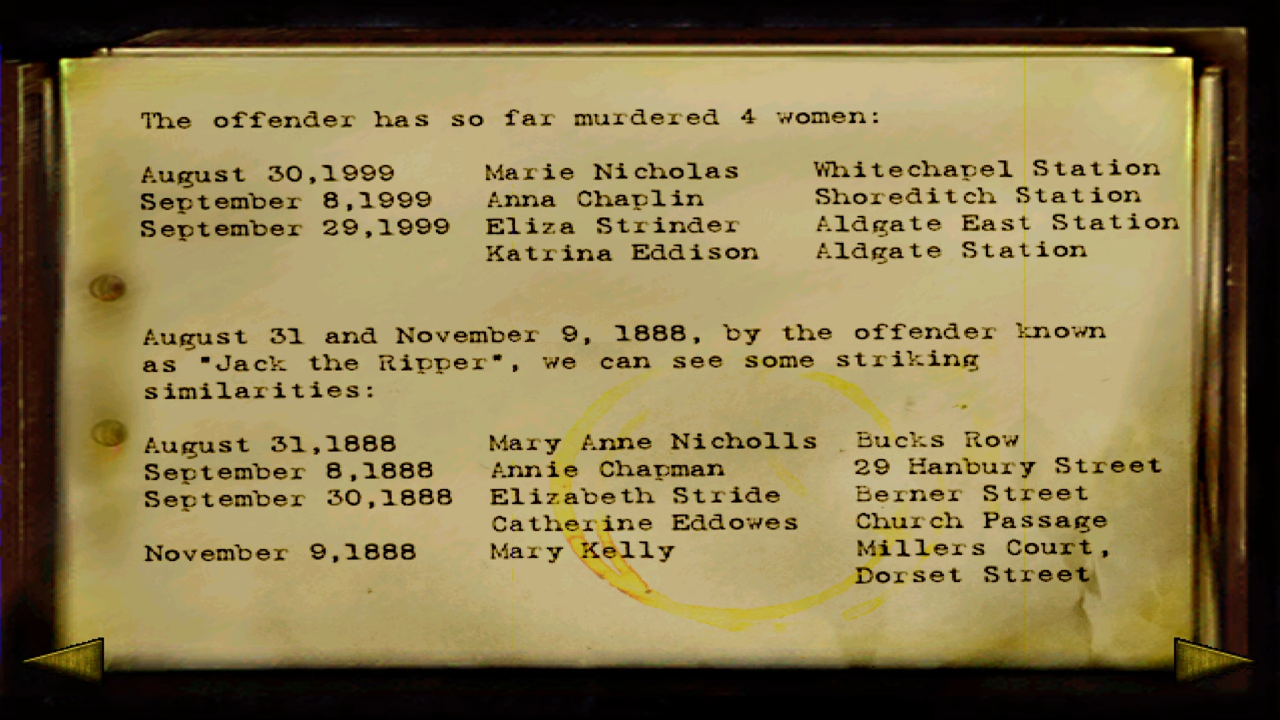 The offender has so far murdered 4 women:
August 30,1999 Marie Nicholas Whitechapel Station
September 8,1999 Anna Chaplin Shoreditch Station
September 29,1999 Eliza Strinder Aldgate East Station
Katrina Eddison Aldgate Station
August 31 and November 9, 1888, by the offender known
as "Jack the Ripper", we can see some striking
similarities:
August 31,1888 Mary Anne Nicholls Bucks Row
September 8,1888 Annie Chapman 29 Hanbury Street
September 30,1888 Elizabeth Stride Berner Street
Catherine Eddowes Church Passage
November 9,1888 Mary Kelly Millers Court,
Dorset Street